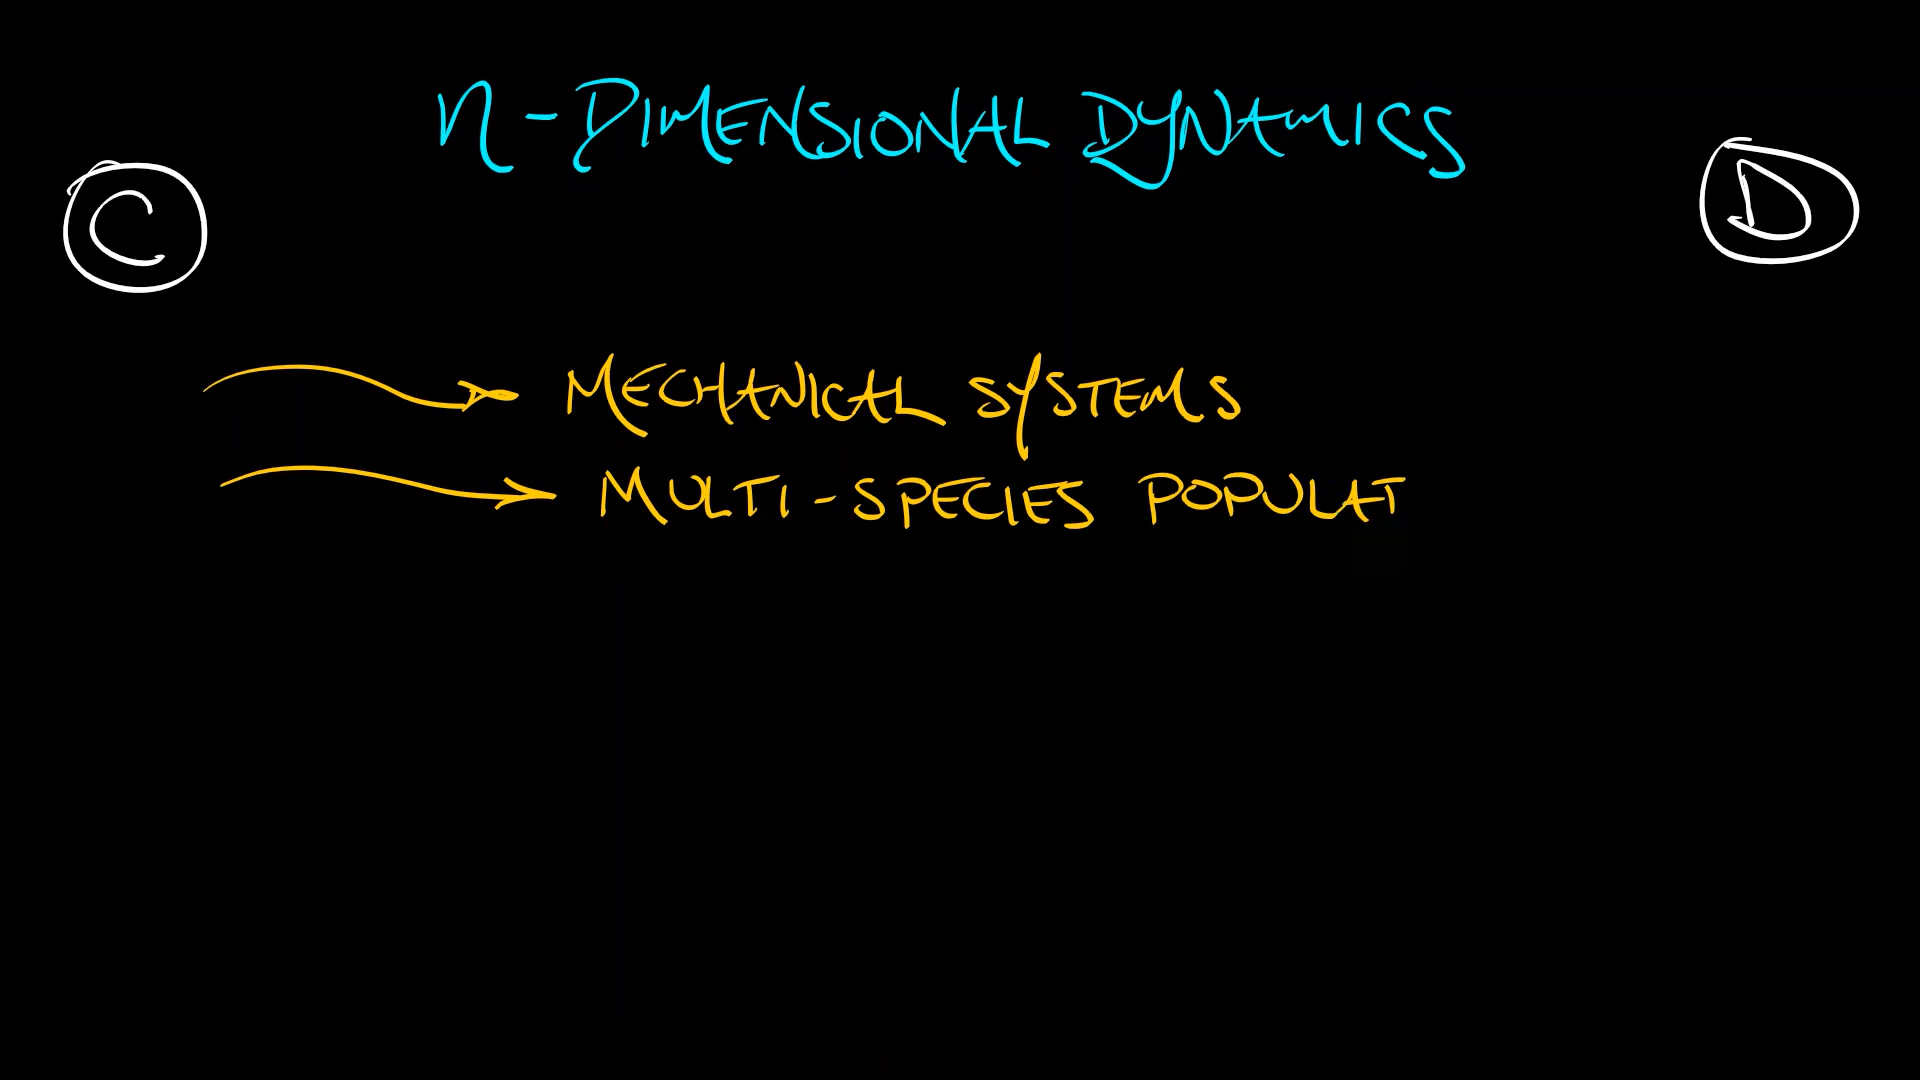 n-DIMENSIONAL DYNAMICS
C
D
MECHANICAL SYSTEMS
MULTI-SPECIES POPULAT